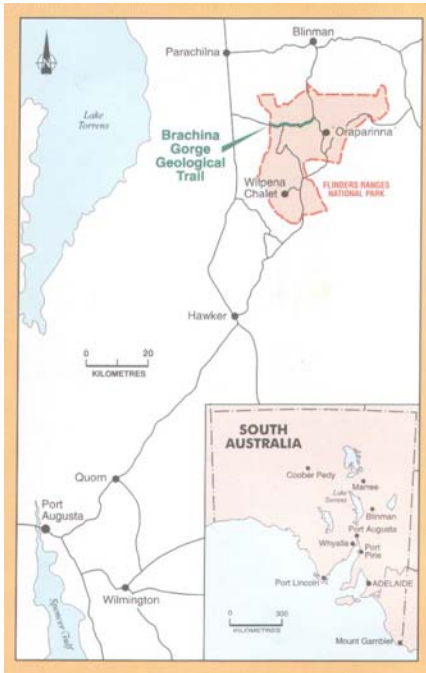 Blinman
Parachilna
N
Lake
Torrens
Brachina
Gorge
Geological
Trail
Oraparinna
Wilpena
Chalet
FLINDERS RANGES
NATIONAL PARK
Hawker
0 20
KILOMETRES
Quorn
Port
Augusta
Wilmington
Spencer Gulf
SOUTH
AUSTRALIA
Coober Pedy
Marree
Lake
Torrens
Blinman
Port Augusta
Whyalla
Port
Pirie
Port Lincoln
ADELAIDE
0 300
KILOMETRES
Mount Gambier